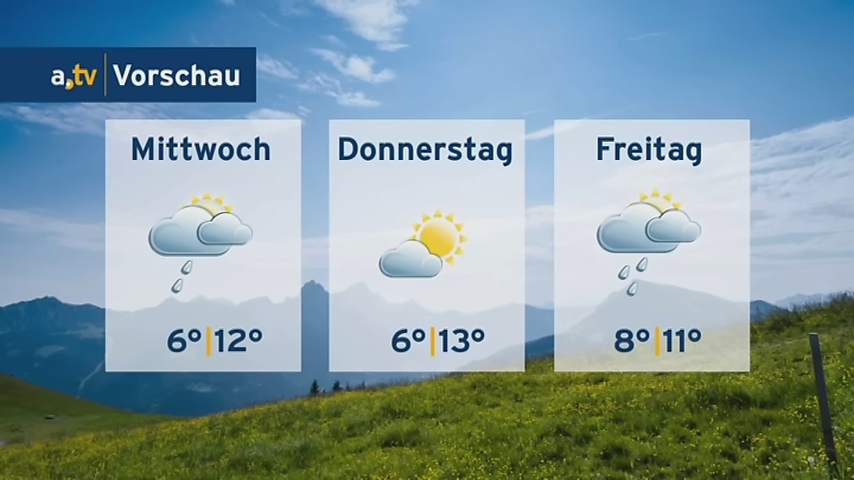 a.tv Vorschau
Mittwoch
6°|12°
Donnerstag
6°|13°
Freitag
8°|11°